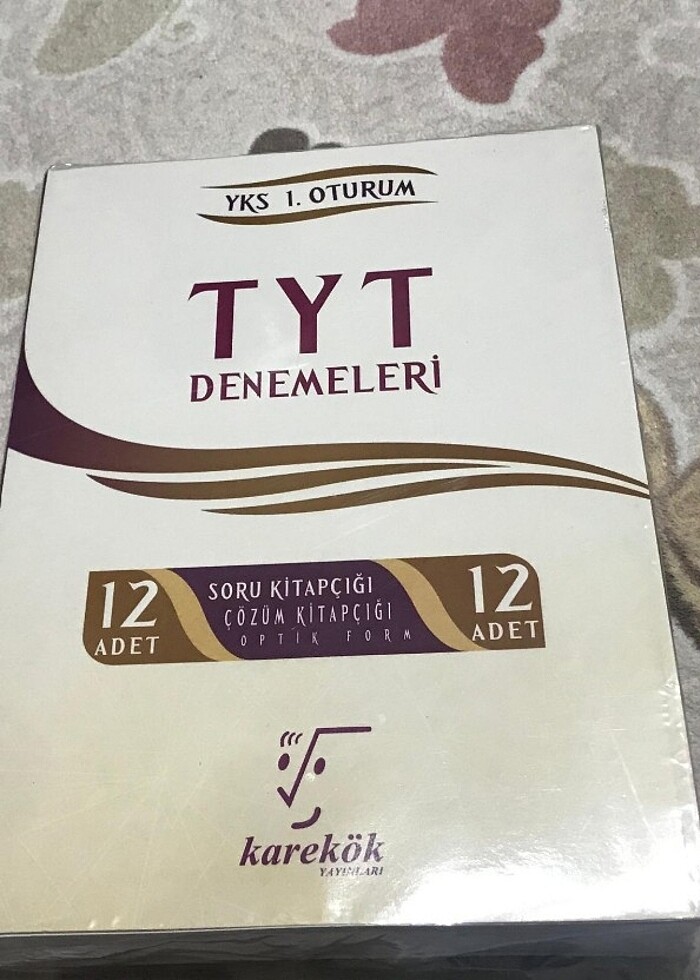 YKS 1. OTURUM
TYT
DENEMELERİ
12
ADET
SORU KİTAPÇIĞI
ÇÖZÜM KİTAPÇIĞI
OPTİK FORM
12
ADET
karekök
YAYINLARI